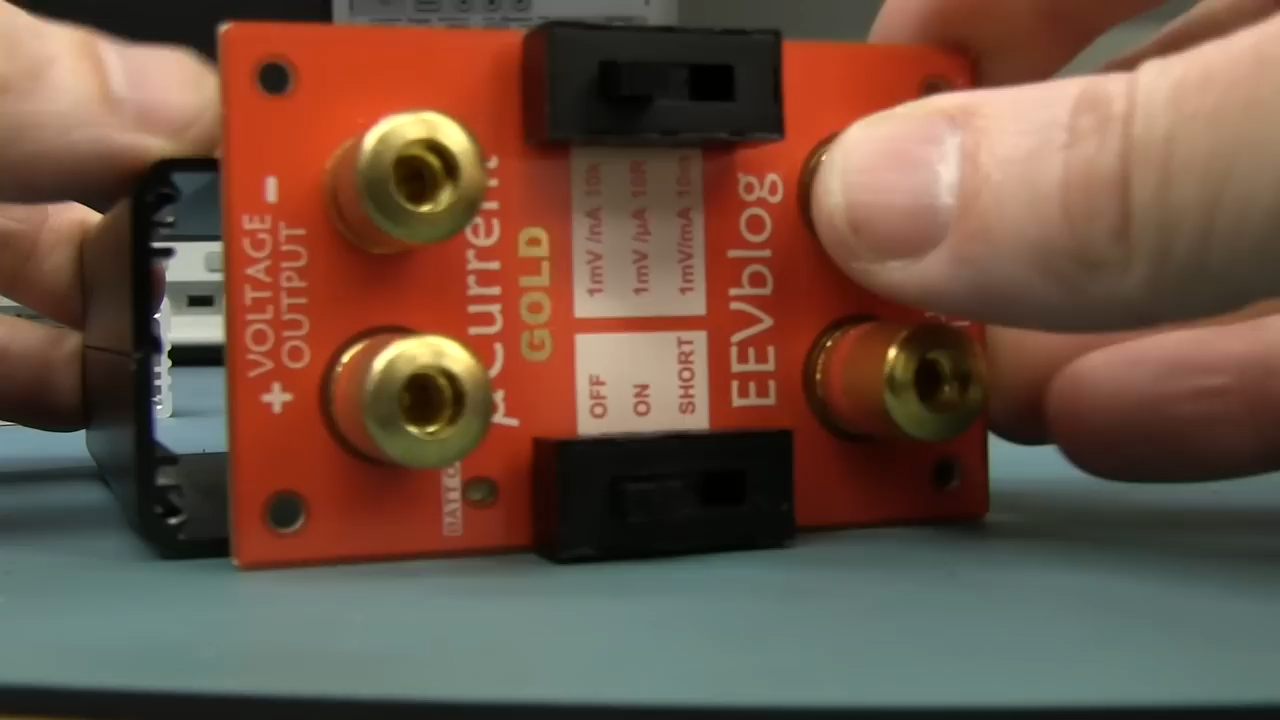 − VOLTAGE +
OUTPUT
µCurrent
GOLD
1mV/nA 10k
1mV/µA 10R
1mV/mA 10m
OFF
ON
SHORT
EEVblog